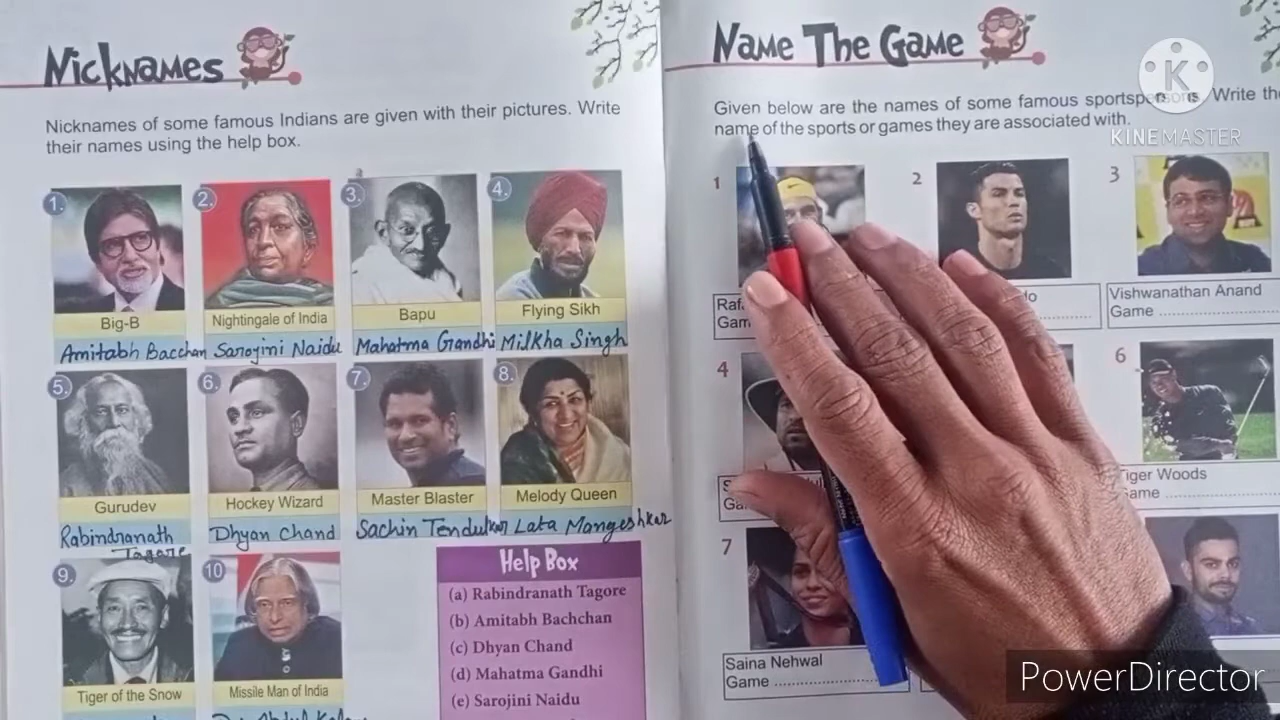 Nicknames
Nicknames of some famous Indians are given with their pictures. Write
their names using the help box.
1.
2.
3.
4.
Big-B
Nightingale of India
Bapu
Flying Sikh
Amitabh Bacchan
Sarojini Naidu
Mahatma Gandhi
Milkha Singh
5.
6.
7.
8.
Gurudev
Hockey Wizard
Master Blaster
Melody Queen
Rabindranath
Tagore
Dhyan Chand
Sachin Tendulkar
Lata Mangeshkar
9.
10
Tiger of the Snow
Missile Man of India
Help Box
(a) Rabindranath Tagore
(b) Amitabh Bachchan
(c) Dhyan Chand
(d) Mahatma Gandhi
(e) Sarojini Naidu
Name The Game
Given below are the names of some famous sportspersons. Write the
name of the sports or games they are associated with.
K
KINEMASTER
1
2
3
Vishwanathan Anand
Game ..................
4
6
Tiger Woods
Game ..................
7
Saina Nehwal
Game ..................
PowerDirector